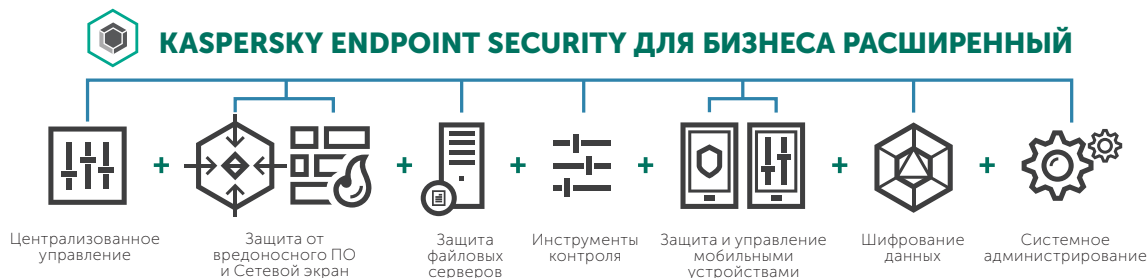 KASPERSKY ENDPOINT SECURITY ДЛЯ БИЗНЕСА РАСШИРЕННЫЙ
Централизованное
управление
Защита от
вредоносного ПО
и Сетевой экран
Защита
файловых
серверов
Инструменты
контроля
Защита и управление
мобильными
устройствами
Шифрование
данных
Системное
администрирование